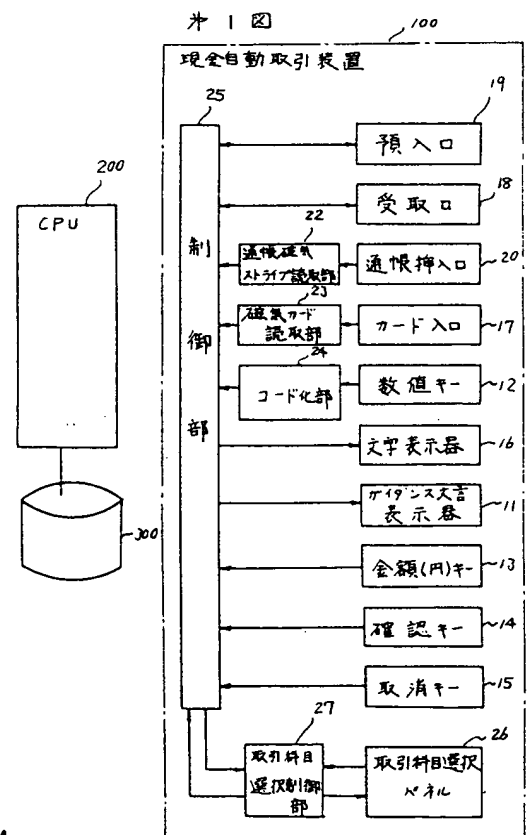 第1図
100
現金自動取引装置
25
19
預入口
200
CPU
18
受取口
制御部
22
通帳磁気
ストライプ読取部
20
通帳挿入口
23
磁気カード
読取部
17
カード入口
24
コード化部
12
数値キー
16
文字表示器
ガイダンス文言
表示器
11
300
金額(円)キー
13
確認キー
14
取消キー
15
27
取引科目
選択制御
部
26
取引科目選択
パネル